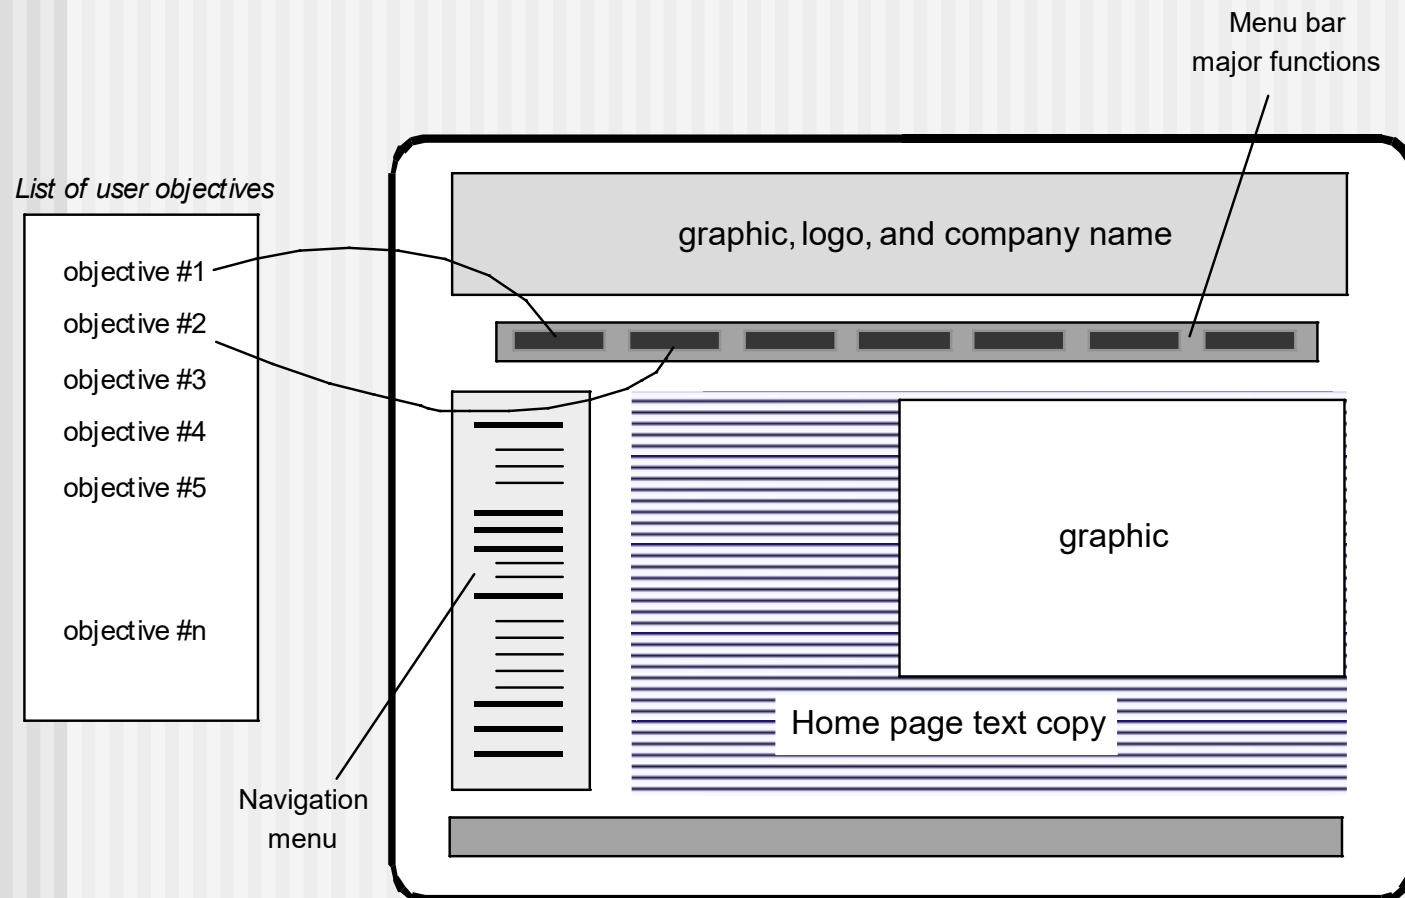 Menu bar
major functions
List of user objectives
graphic, logo, and company name
objective #1
objective #2
objective #3
objective #4
objective #5
graphic
objective #n
Home page text copy
Navigation
menu